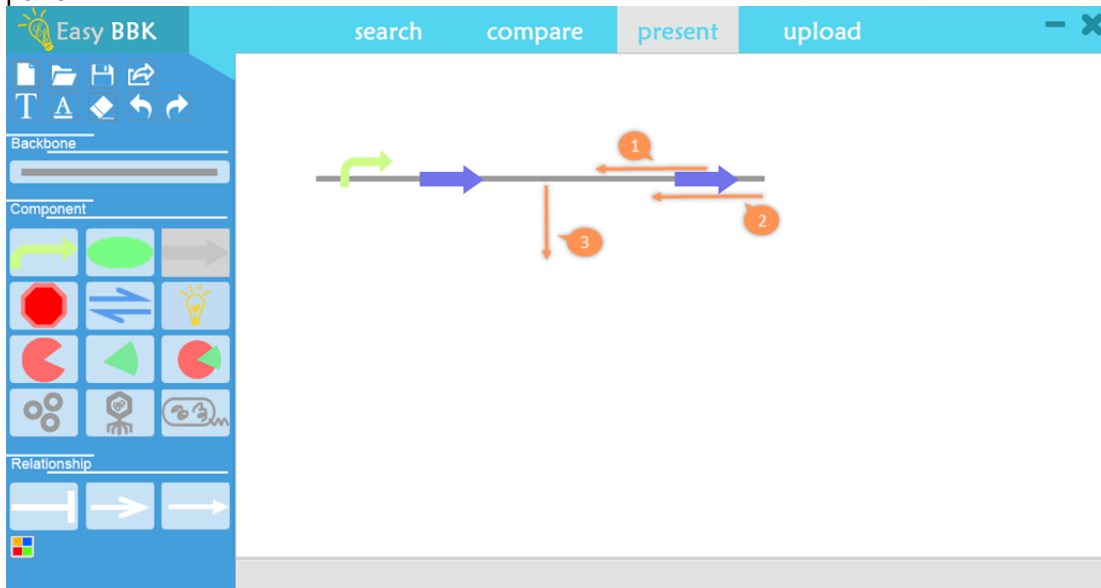 Easy BBK search compare present upload
T A
Backbone
1
Component
2
3
Relationship